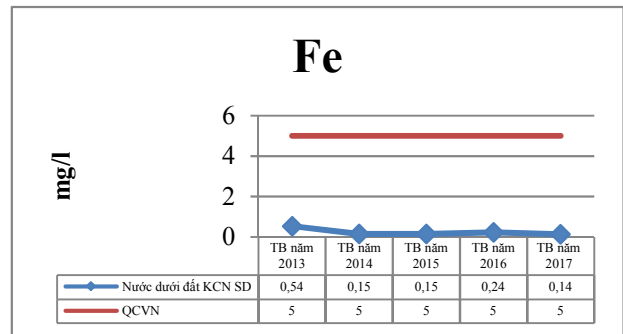 Fe
mg/l
6
4
2
0
TB năm 2013 TB năm 2014 TB năm 2015 TB năm 2016 TB năm 2017
Nước dưới đất KCN SD 0,54 0,15 0,15 0,24 0,14
QCVN 5 5 5 5 5